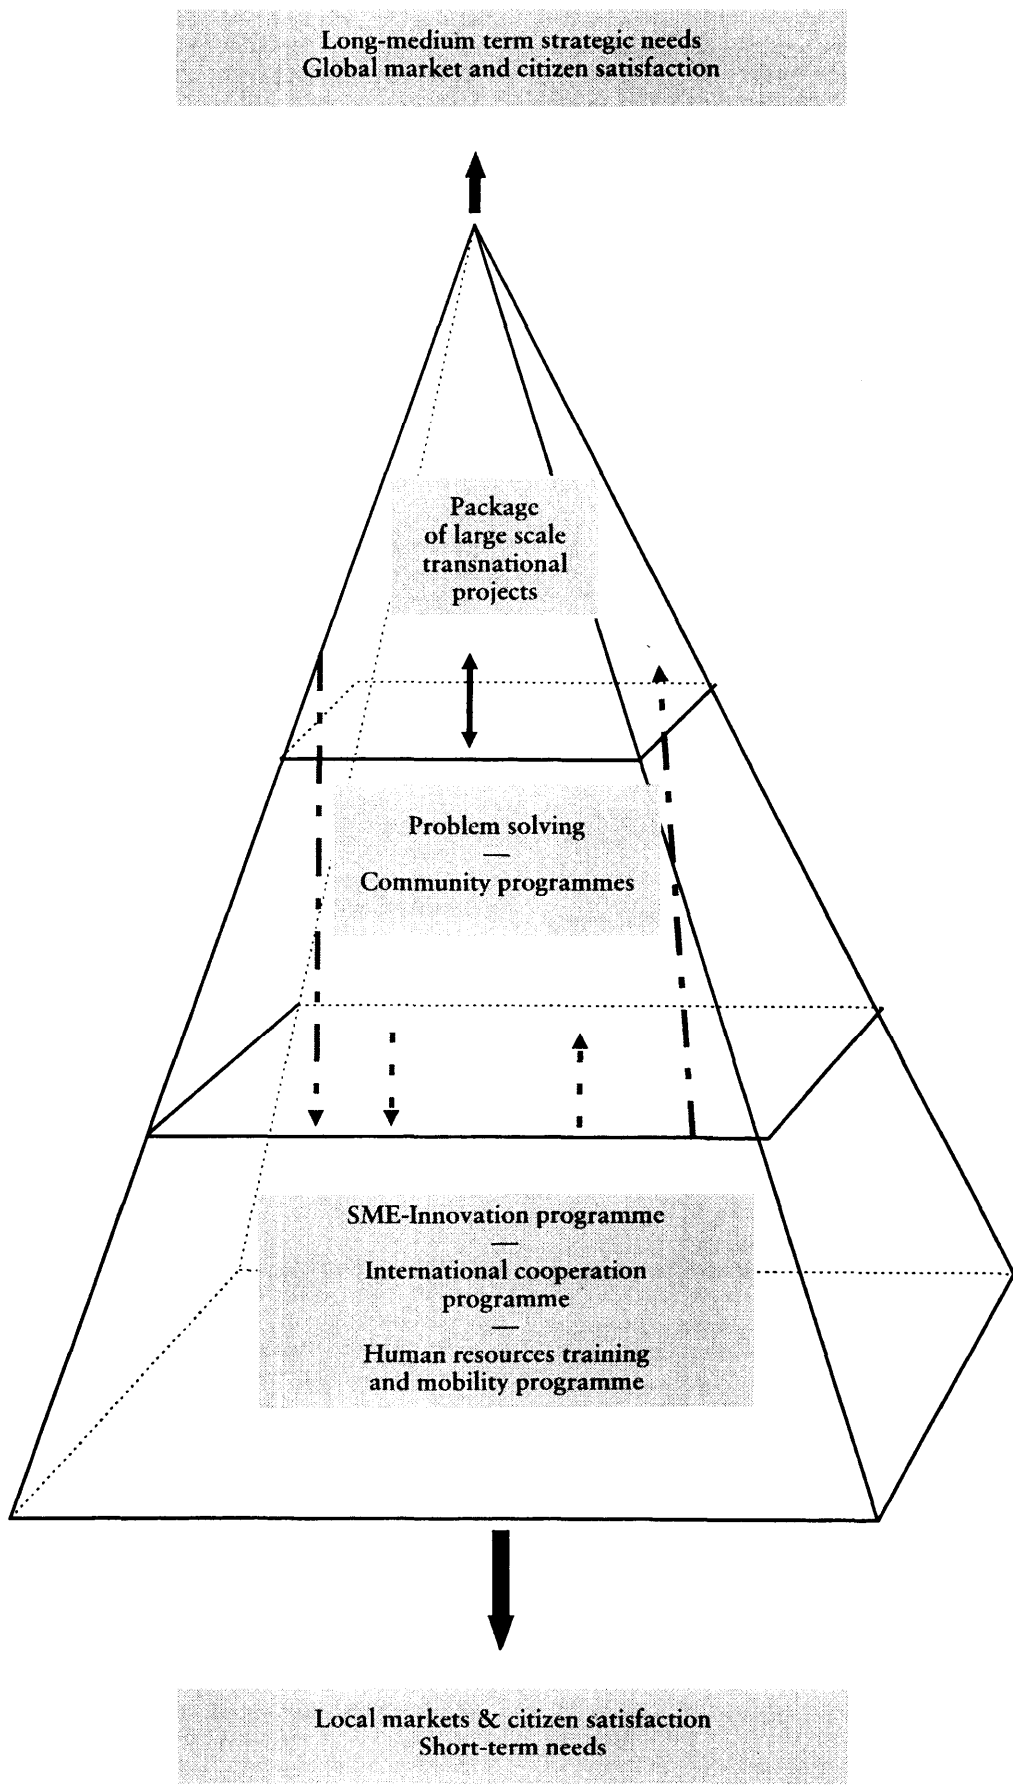 Long-medium term strategic needs
Global market and citizen satisfaction
Package
of large scale
transnational
projects
Problem solving
—
Community programmes
SME-Innovation programme
—
International cooperation
programme
—
Human resources training
and mobility programme
Local markets & citizen satisfaction
Short-term needs